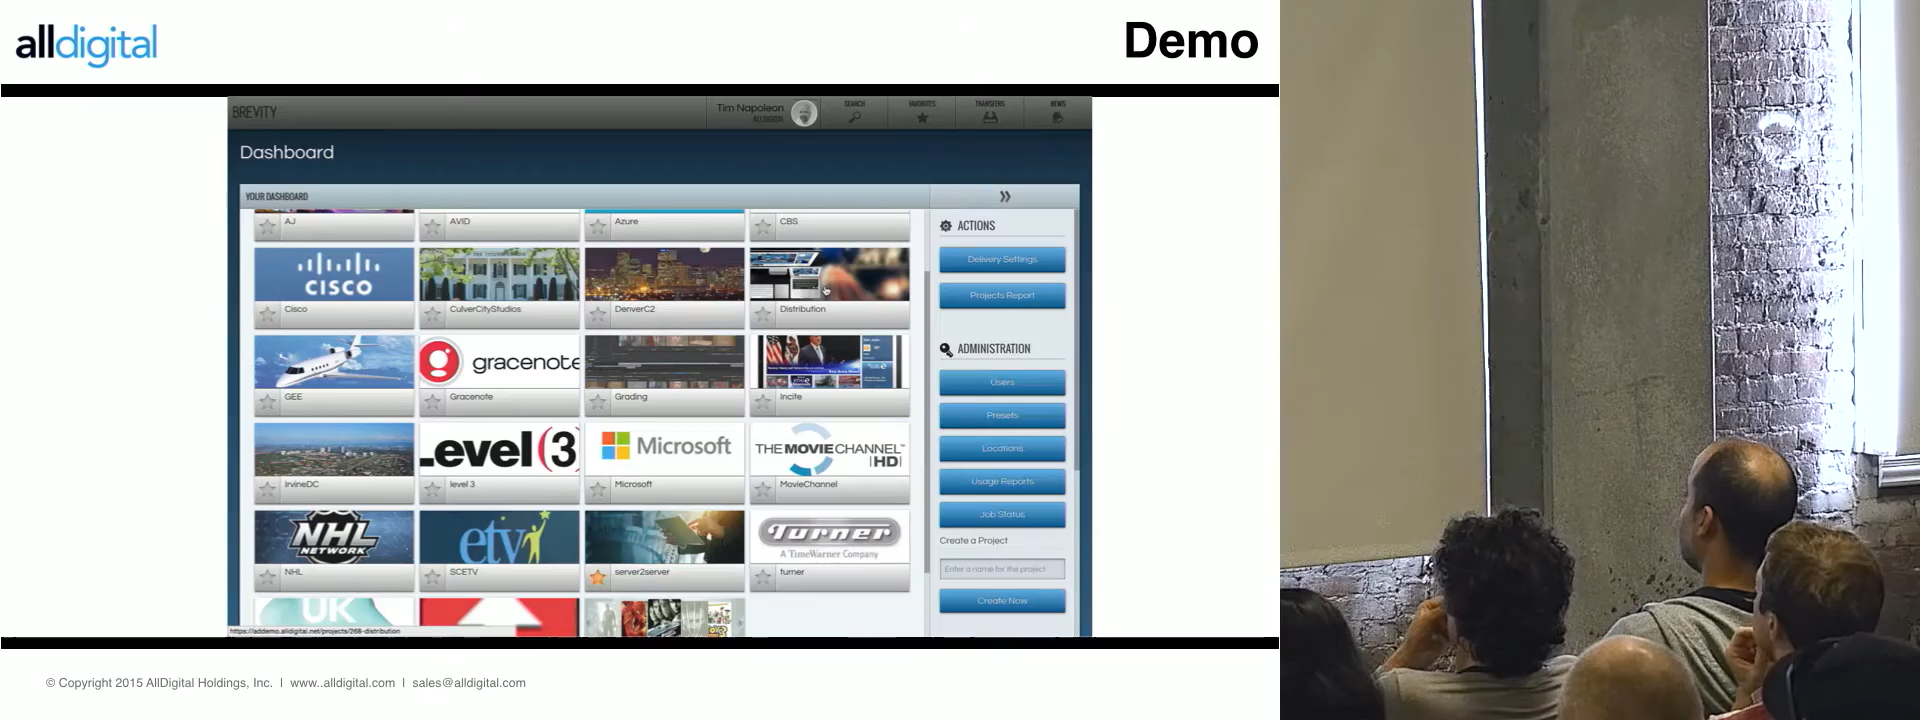 alldigital
Demo
BREVITY
Tim Napoleon
ALLDIGITAL
SEARCH
FAVORITES
TRANSFERS
NEWS
Dashboard
YOUR DASHBOARD
»
AJ
AVID
Azure
CBS
ACTIONS
Delivery Settings
Projects Report
CISCO
Cisco
CulverCityStudios
DenverC2
Distribution
gracenote
GEE
Gracenote
Grading
Incite
ADMINISTRATION
Users
Presets
Locations
Usage Reports
Job Status
Create a Project
Enter a name for the project
Create Now
Level(3)
Microsoft
THE MOVIE CHANNEL™
HD
IrvineDC
level 3
Microsoft
MovieChannel
NHL
NETWORK
etv
Turner
A TimeWarner Company
NHL
SCETV
server2server
turner
UK
https://addemo.alldigital.net/projects/268-distribution
© Copyright 2015 AllDigital Holdings, Inc. | www..alldigital.com | sales@alldigital.com